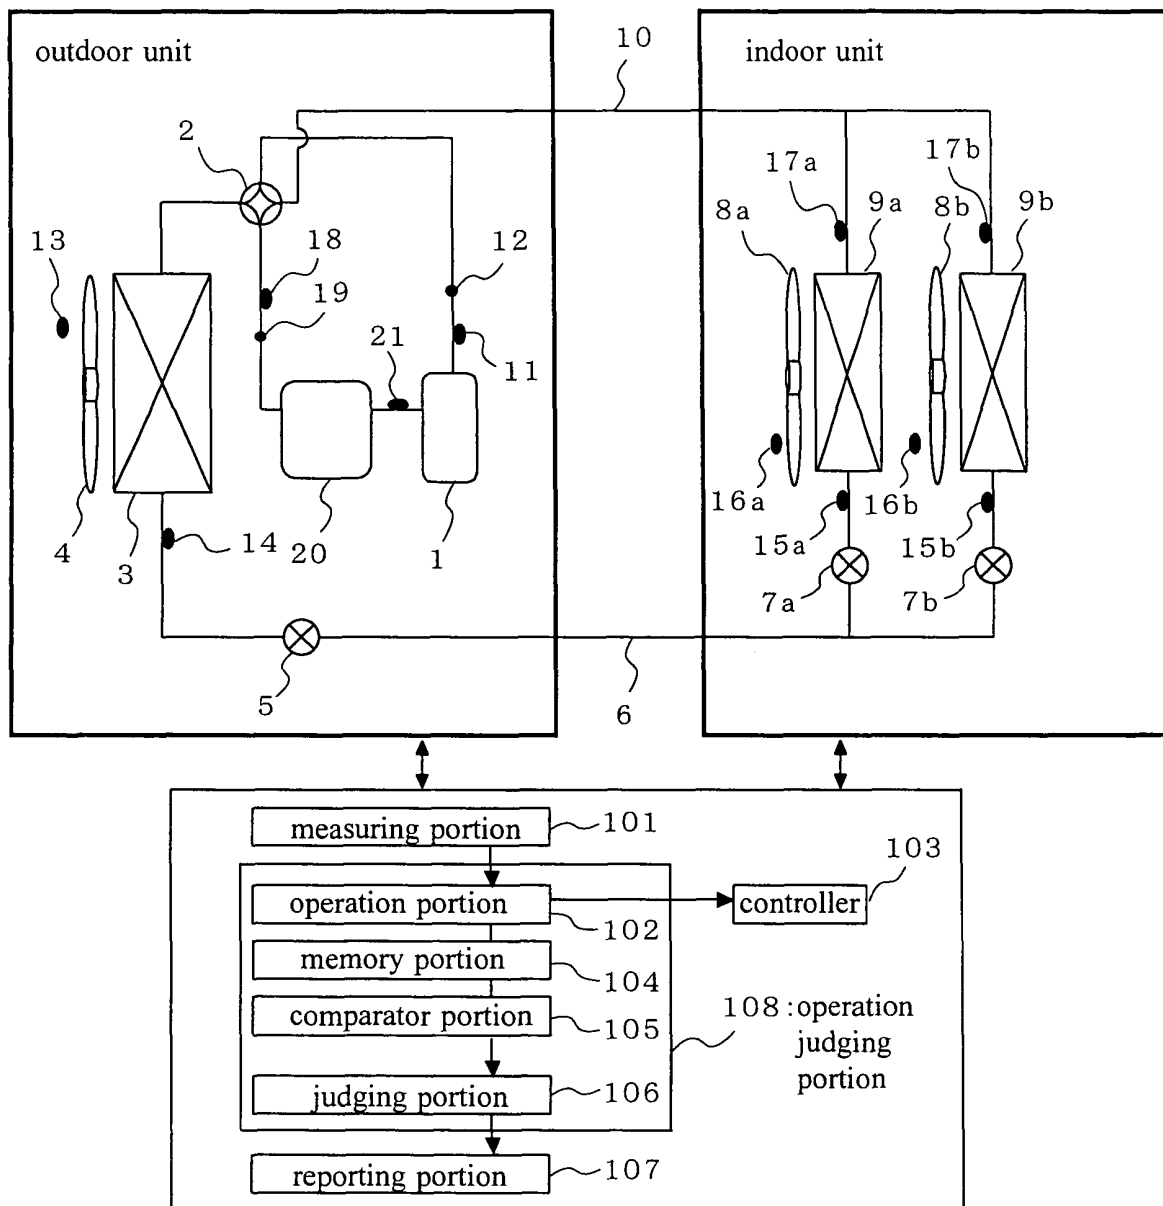 outdoor unit
10
indoor unit
2
17a
17b
8a
9a
8b
9b
13
18
12
19
21
11
16a
16b
4
3
14
20
1
15a
15b
7a
7b
5
6
measuring portion
101
103
operation portion
controller
102
memory portion
104
comparator portion
105
108:operation
judging
portion
judging portion
106
reporting portion
107